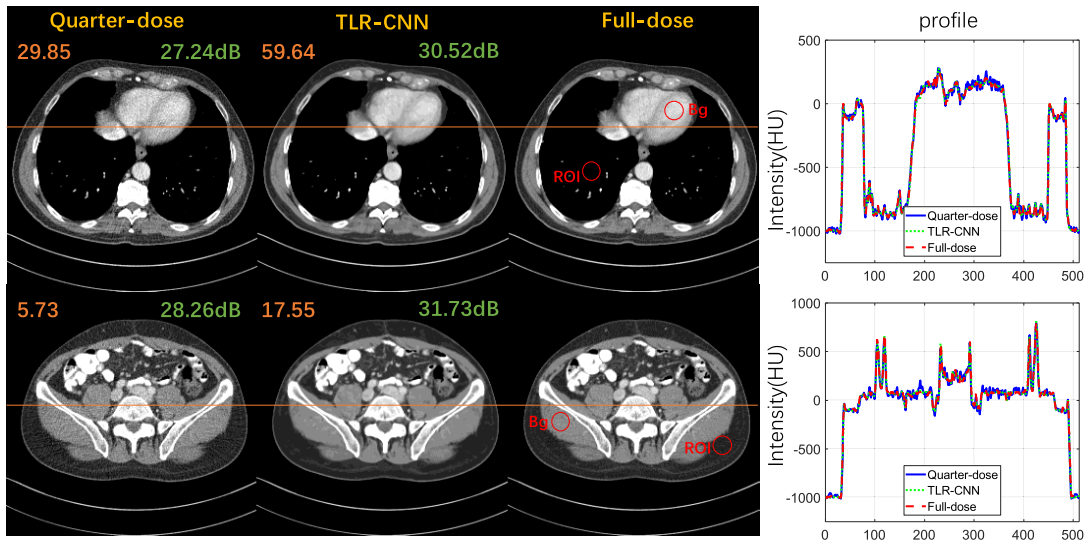 Quarter-dose TLR-CNN Full-dose profile
29.85 27.24dB 59.64 30.52dB
Bg
ROI
Intensity(HU)
500
0
-500
-1000
Quarter-dose
TLR-CNN
Full-dose
0 100 200 300 400 500
5.73 28.26dB 17.55 31.73dB
Bg
ROI
Intensity(HU)
1000
500
0
-500
-1000
Quarter-dose
TLR-CNN
Full-dose
0 100 200 300 400 500